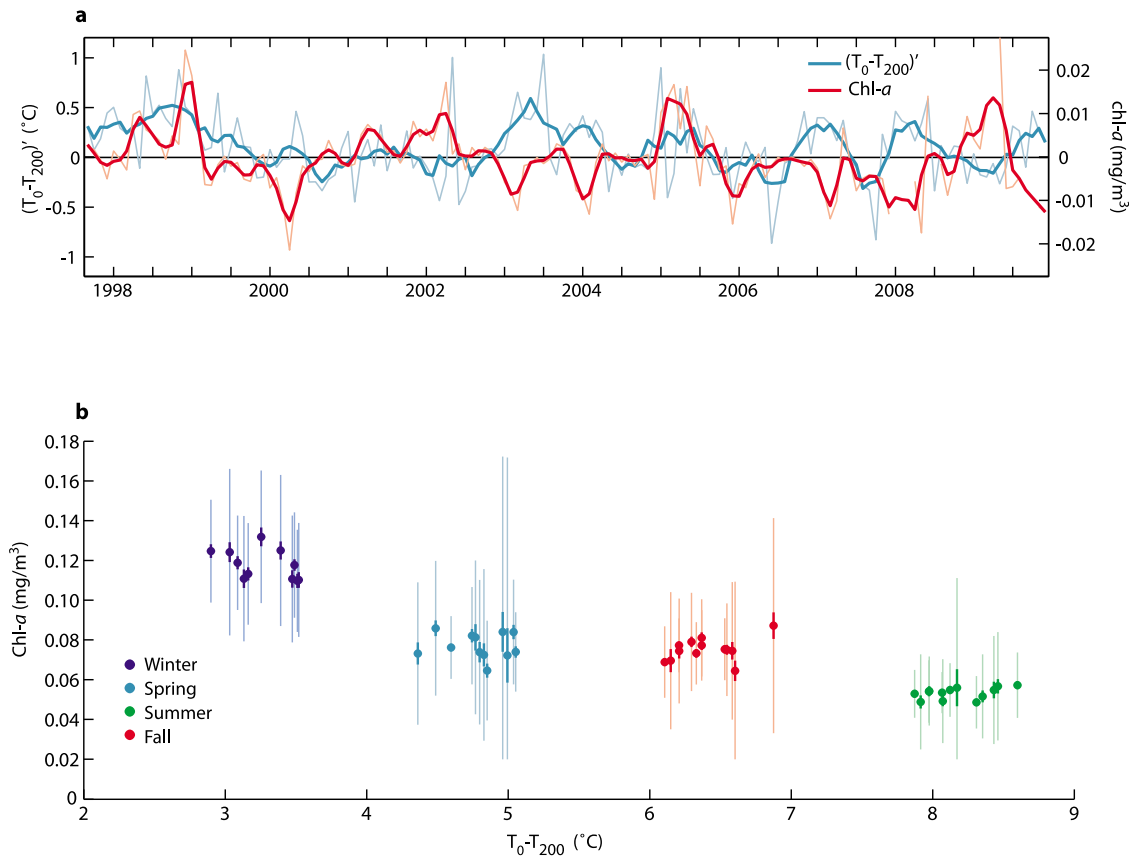 a
1
0.5
0
-0.5
-1
(T0-T200)′ (˚C)
(T0-T200)′
Chl-a
0.02
0.01
0
-0.01
-0.02
chl-a (mg/m3)
1998 2000 2002 2004 2006 2008
b
0.18
0.16
0.14
0.12
0.10
0.08
0.06
0.04
0.02
0
Chl-a (mg/m3)
Winter
Spring
Summer
Fall
2 3 4 5 6 7 8 9
T0-T200 (˚C)